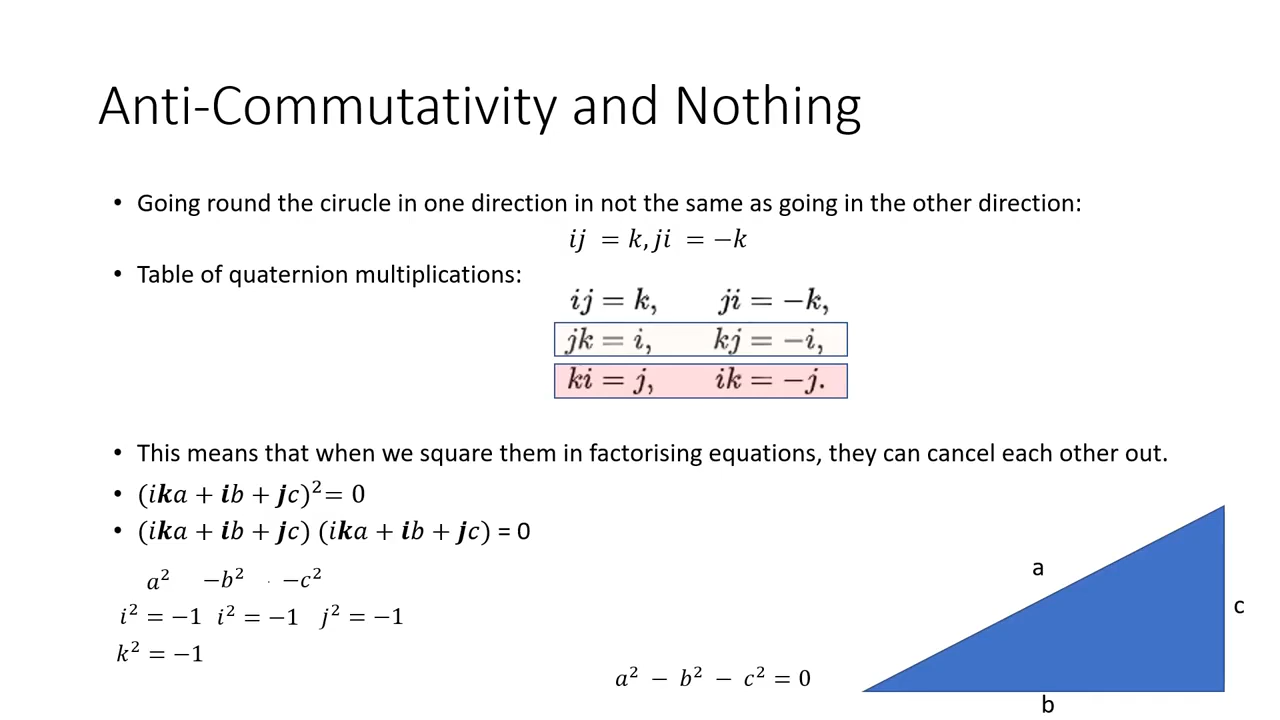 Anti-Commutativity and Nothing
• Going round the cirucle in one direction in not the same as going in the other direction:
ij = k, ji = −k
• Table of quaternion multiplications:
ij = k, ji = −k,
jk = i, kj = −i,
ki = j, ik = −j.
• This means that when we square them in factorising equations, they can cancel each other out.
• (i𝒌a + 𝒊b + 𝒋c)² = 0
• (i𝒌a + 𝒊b + 𝒋c) (i𝒌a + 𝒊b + 𝒋c) = 0
a² −b² −c²
i² = −1 i² = −1 j² = −1
k² = −1
a² − b² − c² = 0
a
c
b